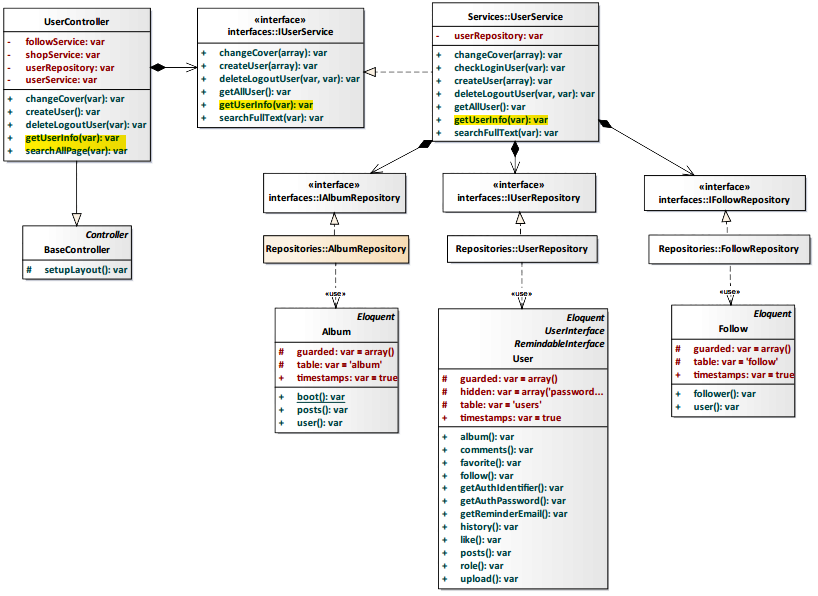 UserController
- followService: var
- shopService: var
- userRepository: var
- userService: var
+ changeCover(var): var
+ createUser(): var
+ deleteLogoutUser(var): var
+ getUserInfo(var): var
+ searchAllPage(var): var
«interface»
interfaces::IUserService
+ changeCover(array): var
+ createUser(array): var
+ deleteLogoutUser(var, var): var
+ getAllUser(): var
+ getUserInfo(var): var
+ searchFullText(var): var
Services::UserService
- userRepository: var
+ changeCover(array): var
+ checkLoginUser(array): var
+ createUser(array): var
+ deleteLogoutUser(var, var): var
+ getAllUser(): var
+ getUserInfo(var): var
+ searchFullText(var): var
Controller
BaseController
# setupLayout(): var
«interface»
interfaces::IAlbumRepository
«interface»
interfaces::IUserRepository
«interface»
interfaces::IFollowRepository
Repositories::AlbumRepository
Repositories::UserRepository
Repositories::FollowRepository
«use»
«use»
«use»
Eloquent
Album
# guarded: var = array()
# table: var = 'album'
+ timestamps: var = true
+ boot(): var
+ posts(): var
+ user(): var
Eloquent
UserInterface
RemindableInterface
User
# guarded: var = array()
# hidden: var = array('password...
# table: var = 'users'
+ timestamps: var = true
+ album(): var
+ comments(): var
+ favorite(): var
+ follow(): var
+ getAuthIdentifier(): var
+ getAuthPassword(): var
+ getReminderEmail(): var
+ history(): var
+ like(): var
+ posts(): var
+ role(): var
+ upload(): var
Eloquent
Follow
# guarded: var = array()
# table: var = 'follow'
+ timestamps: var = true
+ follower(): var
+ user(): var